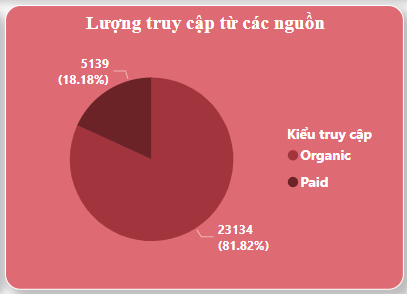 Lượng truy cập từ các nguồn
5139
(18.18%)
Kiểu truy cập
Organic
Paid
23134
(81.82%)